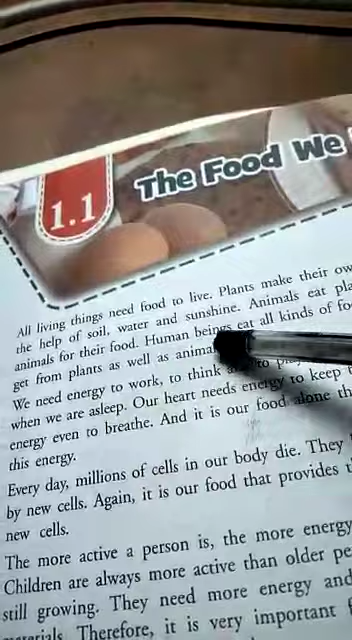 1.1
The Food We
All living things need food to live. Plants make their ow
the help of soil, water and sunshine. Animals eat pla
animals for their food. Human beings eat all kinds of fo
get from plants as well as anima
We need energy to work, to think to pl
when we are asleep. Our heart needs energy to keep
energy even to breathe. And it is our food alone th
this energy.
Every day, millions of cells in our body die. They
by new cells. Again, it is our food that provides t
new cells.
The more active a person is, the more energy
Children are always more active than older pe
still growing. They need more energy and
materials. Therefore, it is very important f